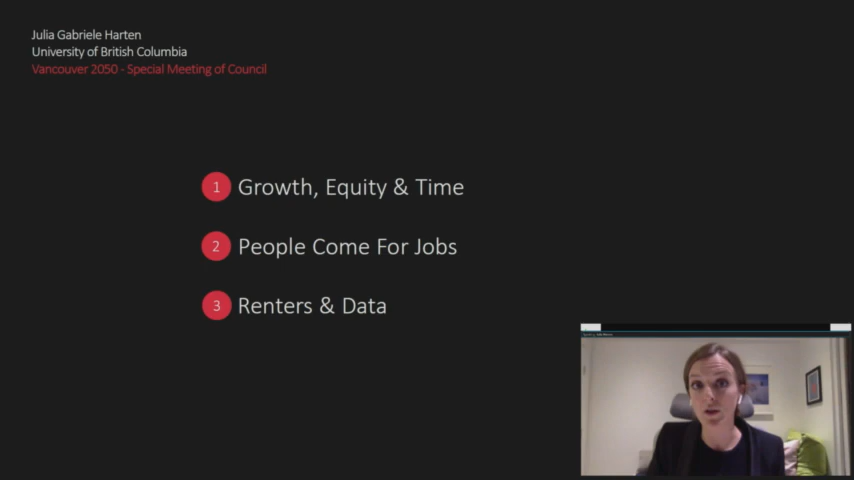 Julia Gabriele Harten
University of British Columbia
Vancouver 2050 - Special Meeting of Council
1 Growth, Equity & Time
2 People Come For Jobs
3 Renters & Data